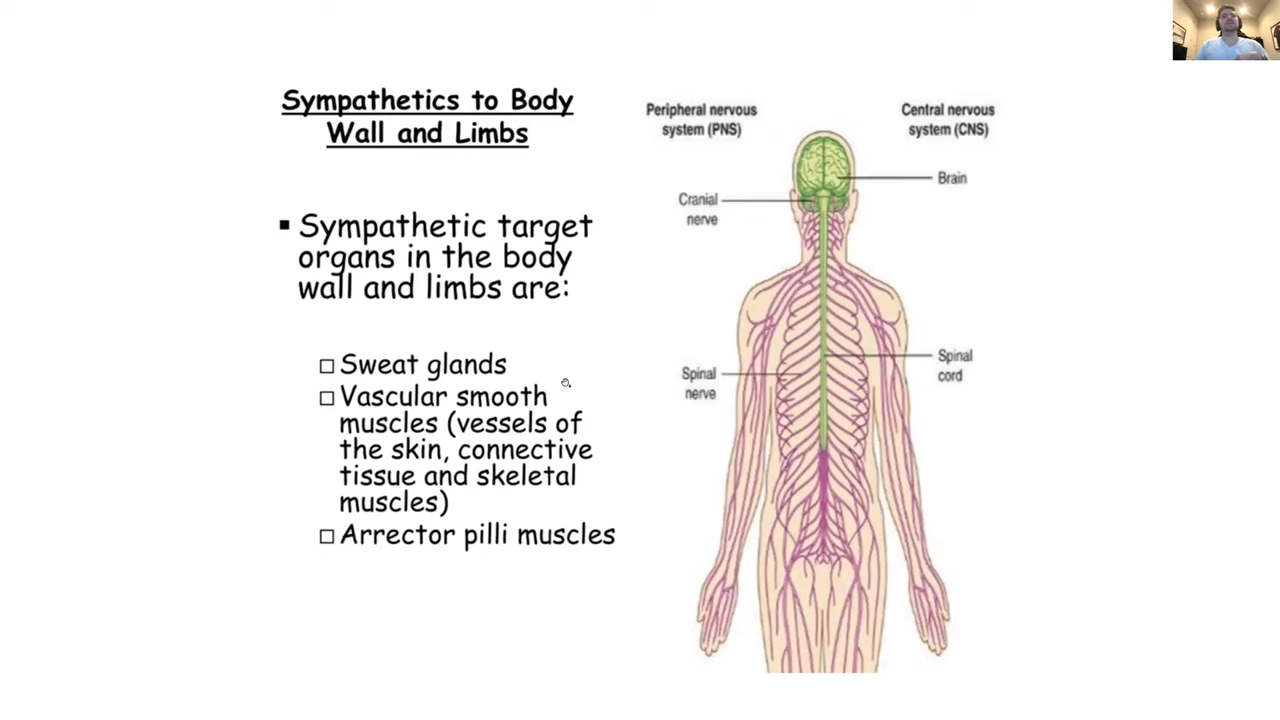 Sympathetics to Body
Wall and Limbs
▪ Sympathetic target
organs in the body
wall and limbs are:
□ Sweat glands
□ Vascular smooth
muscles (vessels of
the skin, connective
tissue and skeletal
muscles)
□ Arrector pilli muscles
Peripheral nervous
system (PNS)
Central nervous
system (CNS)
Brain
Cranial
nerve
Spinal
cord
Spinal
nerve